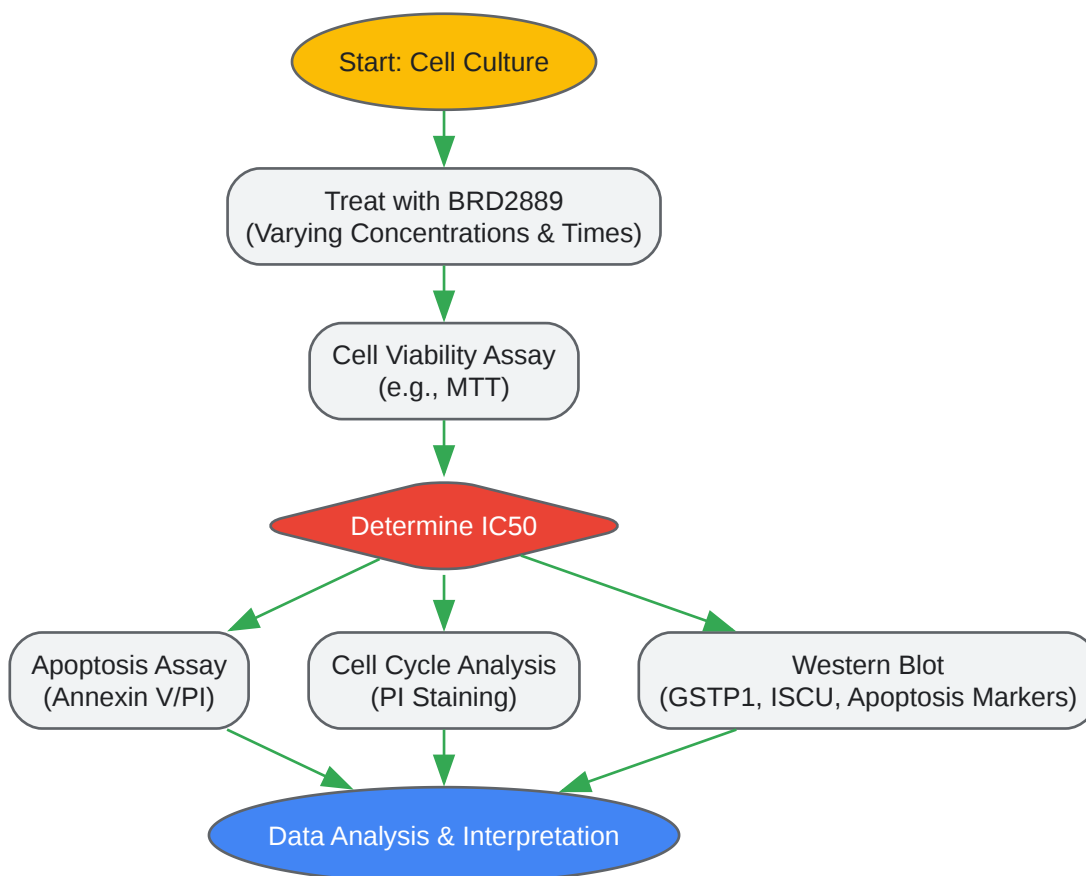 Start: Cell Culture
Treat with BRD2889
(Varying Concentrations & Times)
Cell Viability Assay
(e.g., MTT)
Determine IC50
Apoptosis Assay
(Annexin V/PI)
Cell Cycle Analysis
(PI Staining)
Western Blot
(GSTP1, ISCU, Apoptosis Markers)
Data Analysis & Interpretation